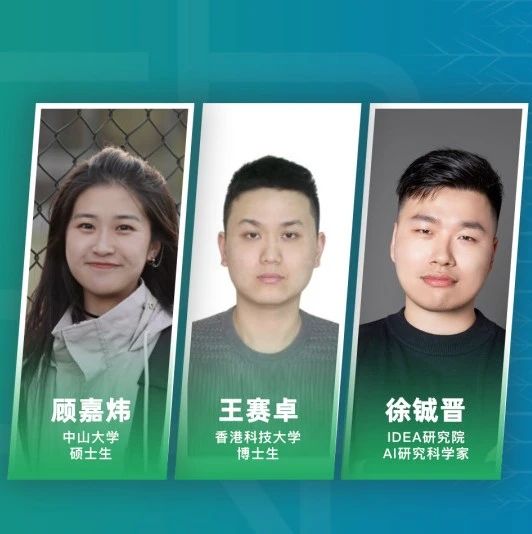 顾嘉炜
中山大学
硕士生
王赛卓
香港科技大学
博士生
徐铖晋
IDEA研究院
AI研究科学家